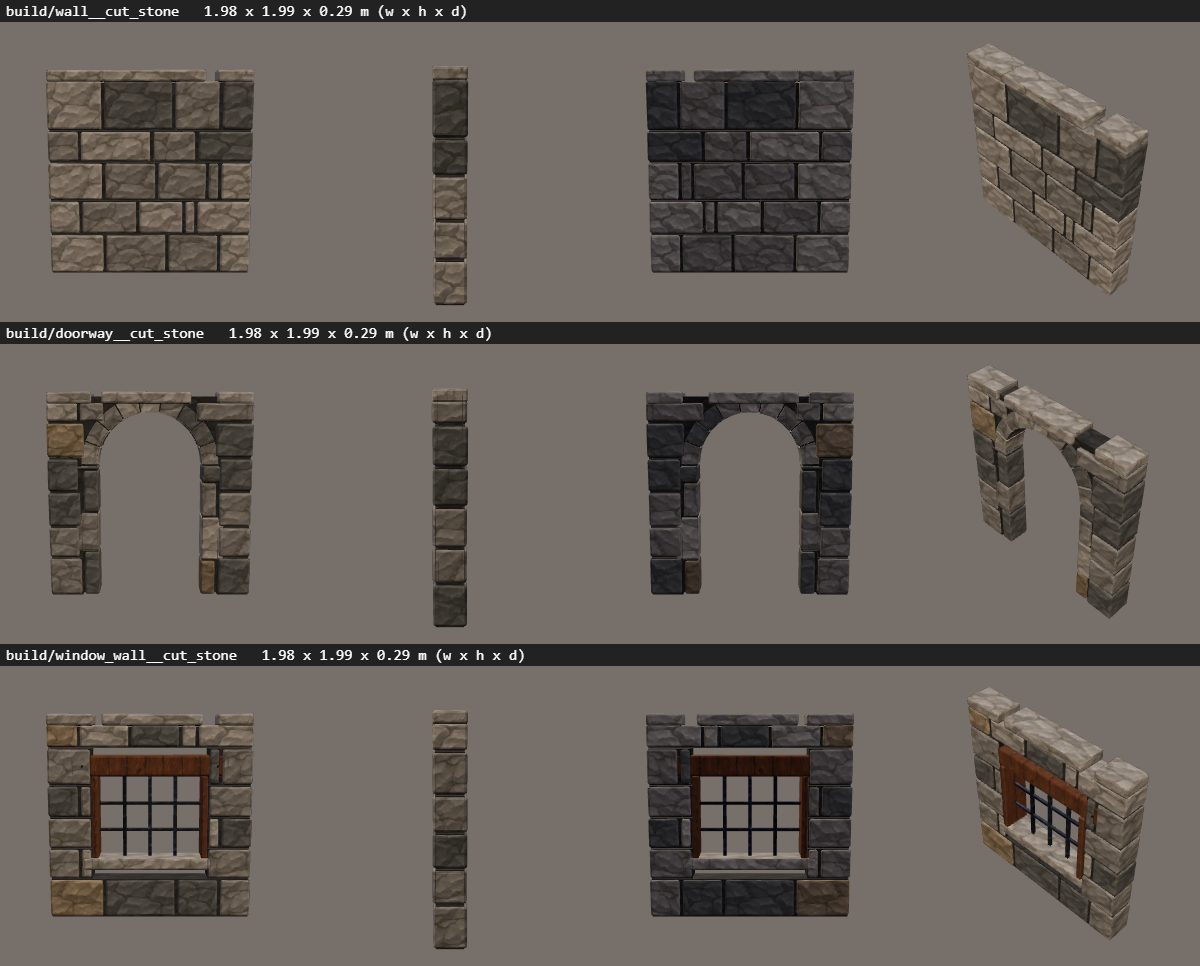 build/wall__cut_stone   1.98 x 1.99 x 0.29 m (w x h x d)
build/doorway__cut_stone   1.98 x 1.99 x 0.29 m (w x h x d)
build/window_wall__cut_stone   1.98 x 1.99 x 0.29 m (w x h x d)